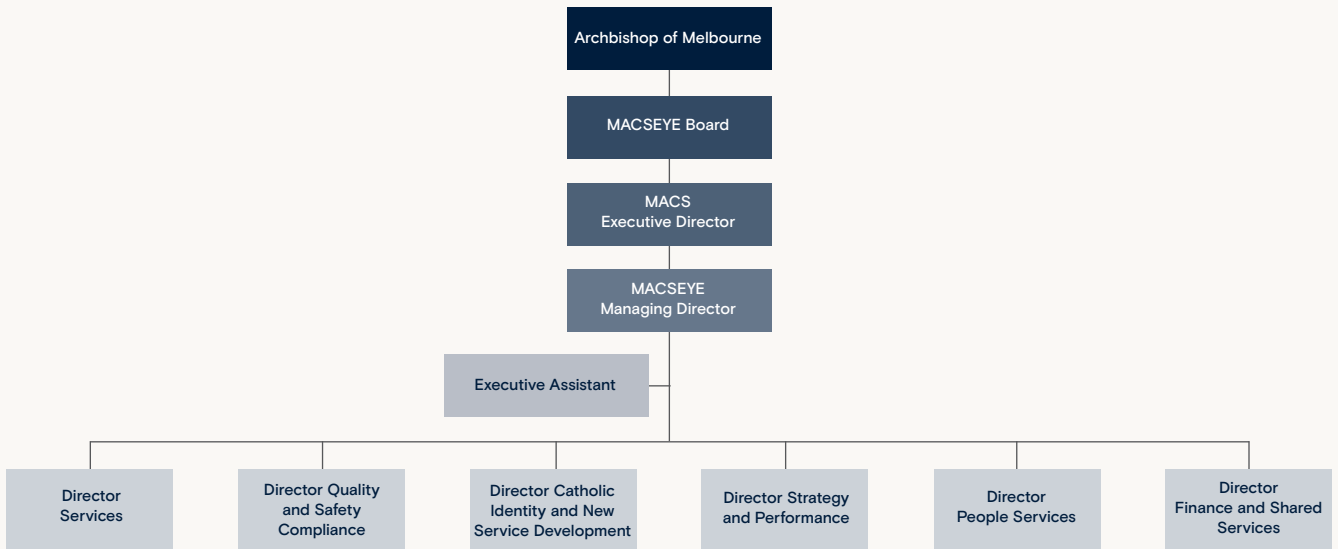 Archbishop of Melbourne
MACSEYE Board
MACS
Executive Director
MACSEYE
Managing Director
Executive Assistant
Director
Services
Director Quality
and Safety
Compliance
Director Catholic
Identity and New
Service Development
Director Strategy
and Performance
Director
People Services
Director
Finance and Shared
Services